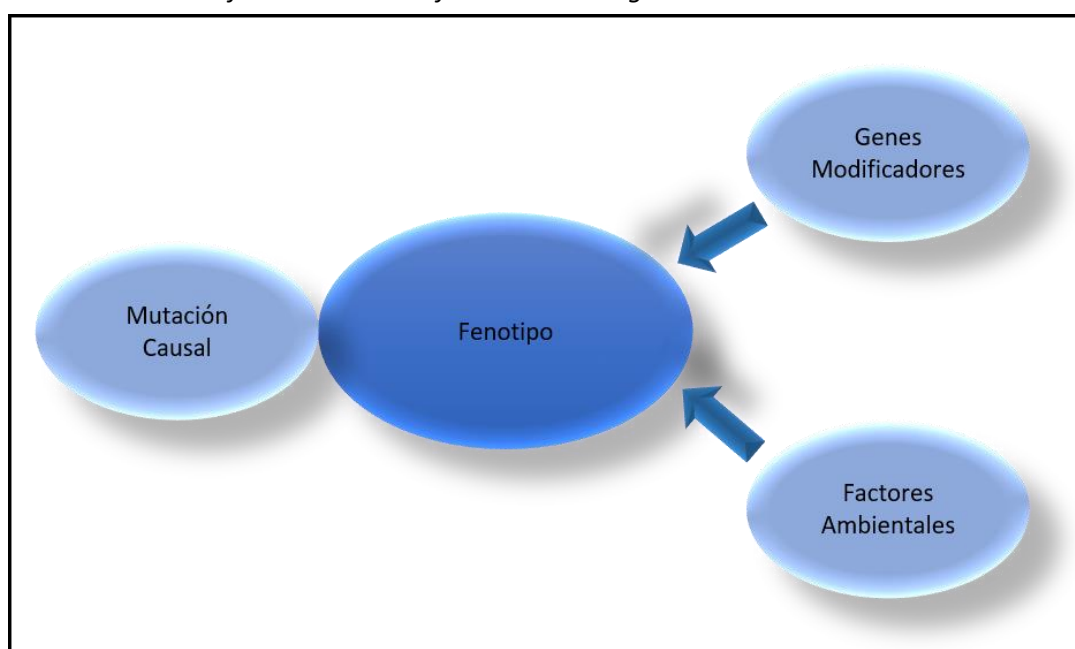 Genes
Modificadores
Mutación
Causal
Fenotipo
Factores
Ambientales